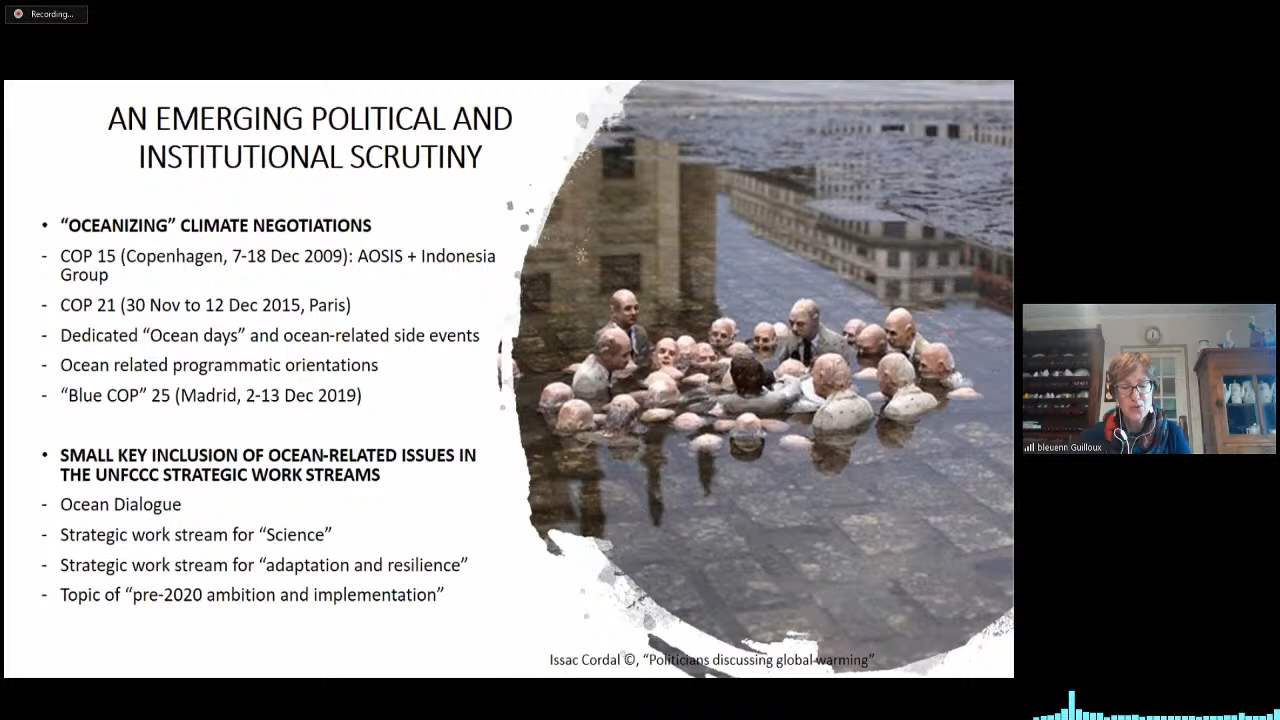 Recording...
AN EMERGING POLITICAL AND
INSTITUTIONAL SCRUTINY
• “OCEANIZING” CLIMATE NEGOTIATIONS
- COP 15 (Copenhagen, 7-18 Dec 2009): AOSIS + Indonesia
Group
- COP 21 (30 Nov to 12 Dec 2015, Paris)
- Dedicated “Ocean days” and ocean-related side events
- Ocean related programmatic orientations
- “Blue COP” 25 (Madrid, 2-13 Dec 2019)
• SMALL KEY INCLUSION OF OCEAN-RELATED ISSUES IN
THE UNFCCC STRATEGIC WORK STREAMS
- Ocean Dialogue
- Strategic work stream for “Science”
- Strategic work stream for “adaptation and resilience”
- Topic of “pre-2020 ambition and implementation”
Issac Cordal ©, “Politicians discussing global warming”
bleuenn Guilloux